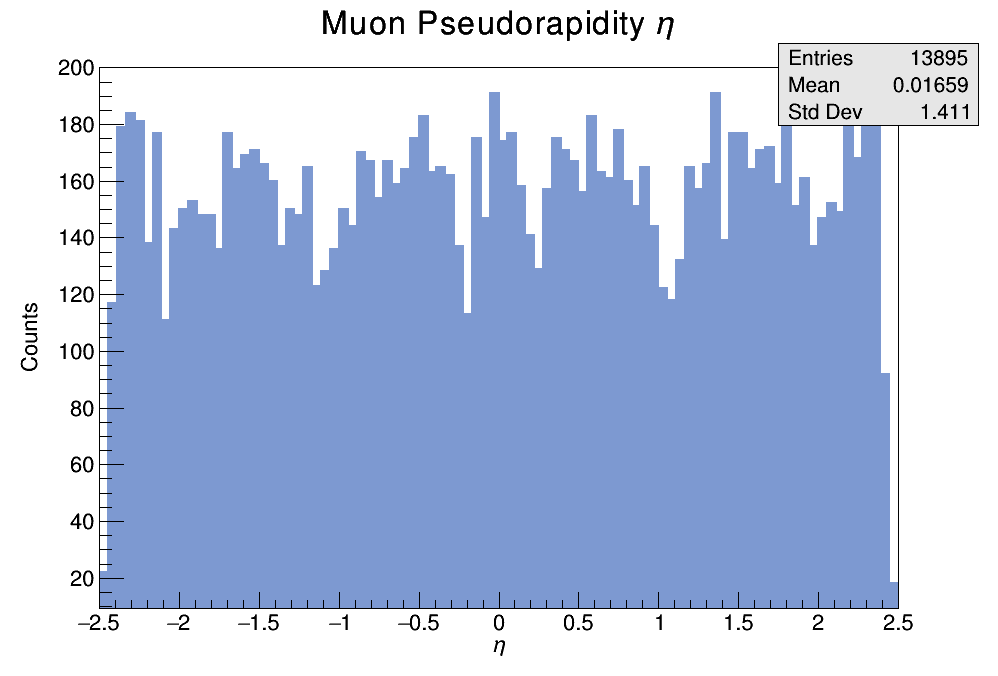 Muon Pseudorapidity η
Entries 13895
Mean 0.01659
Std Dev 1.411
200
180
160
140
120
100
80
60
40
20
Counts
−2.5 −2 −1.5 −1 −0.5 0 0.5 1 1.5 2 2.5
η